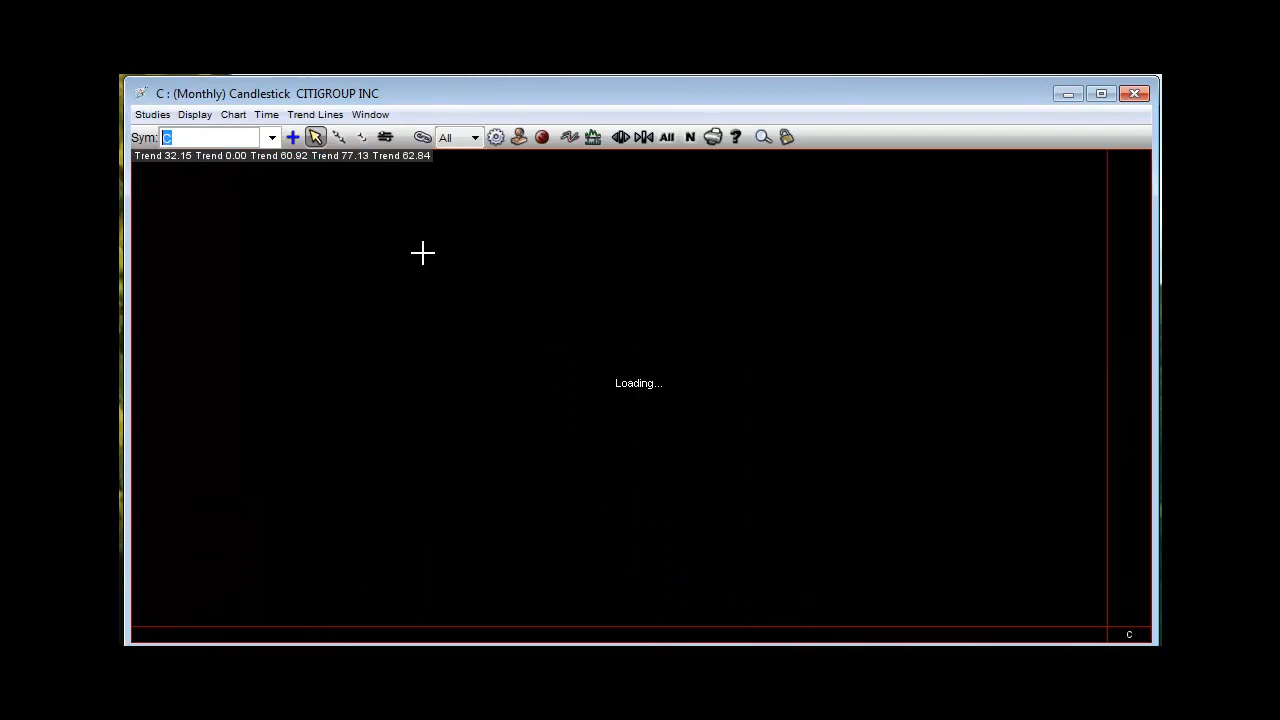 C : (Monthly) Candlestick CITIGROUP INC
Studies Display Chart Time Trend Lines Window
Sym: C All All N ?
Trend 32.15 Trend 0.00 Trend 60.92 Trend 77.13 Trend 62.84
Loading...
C